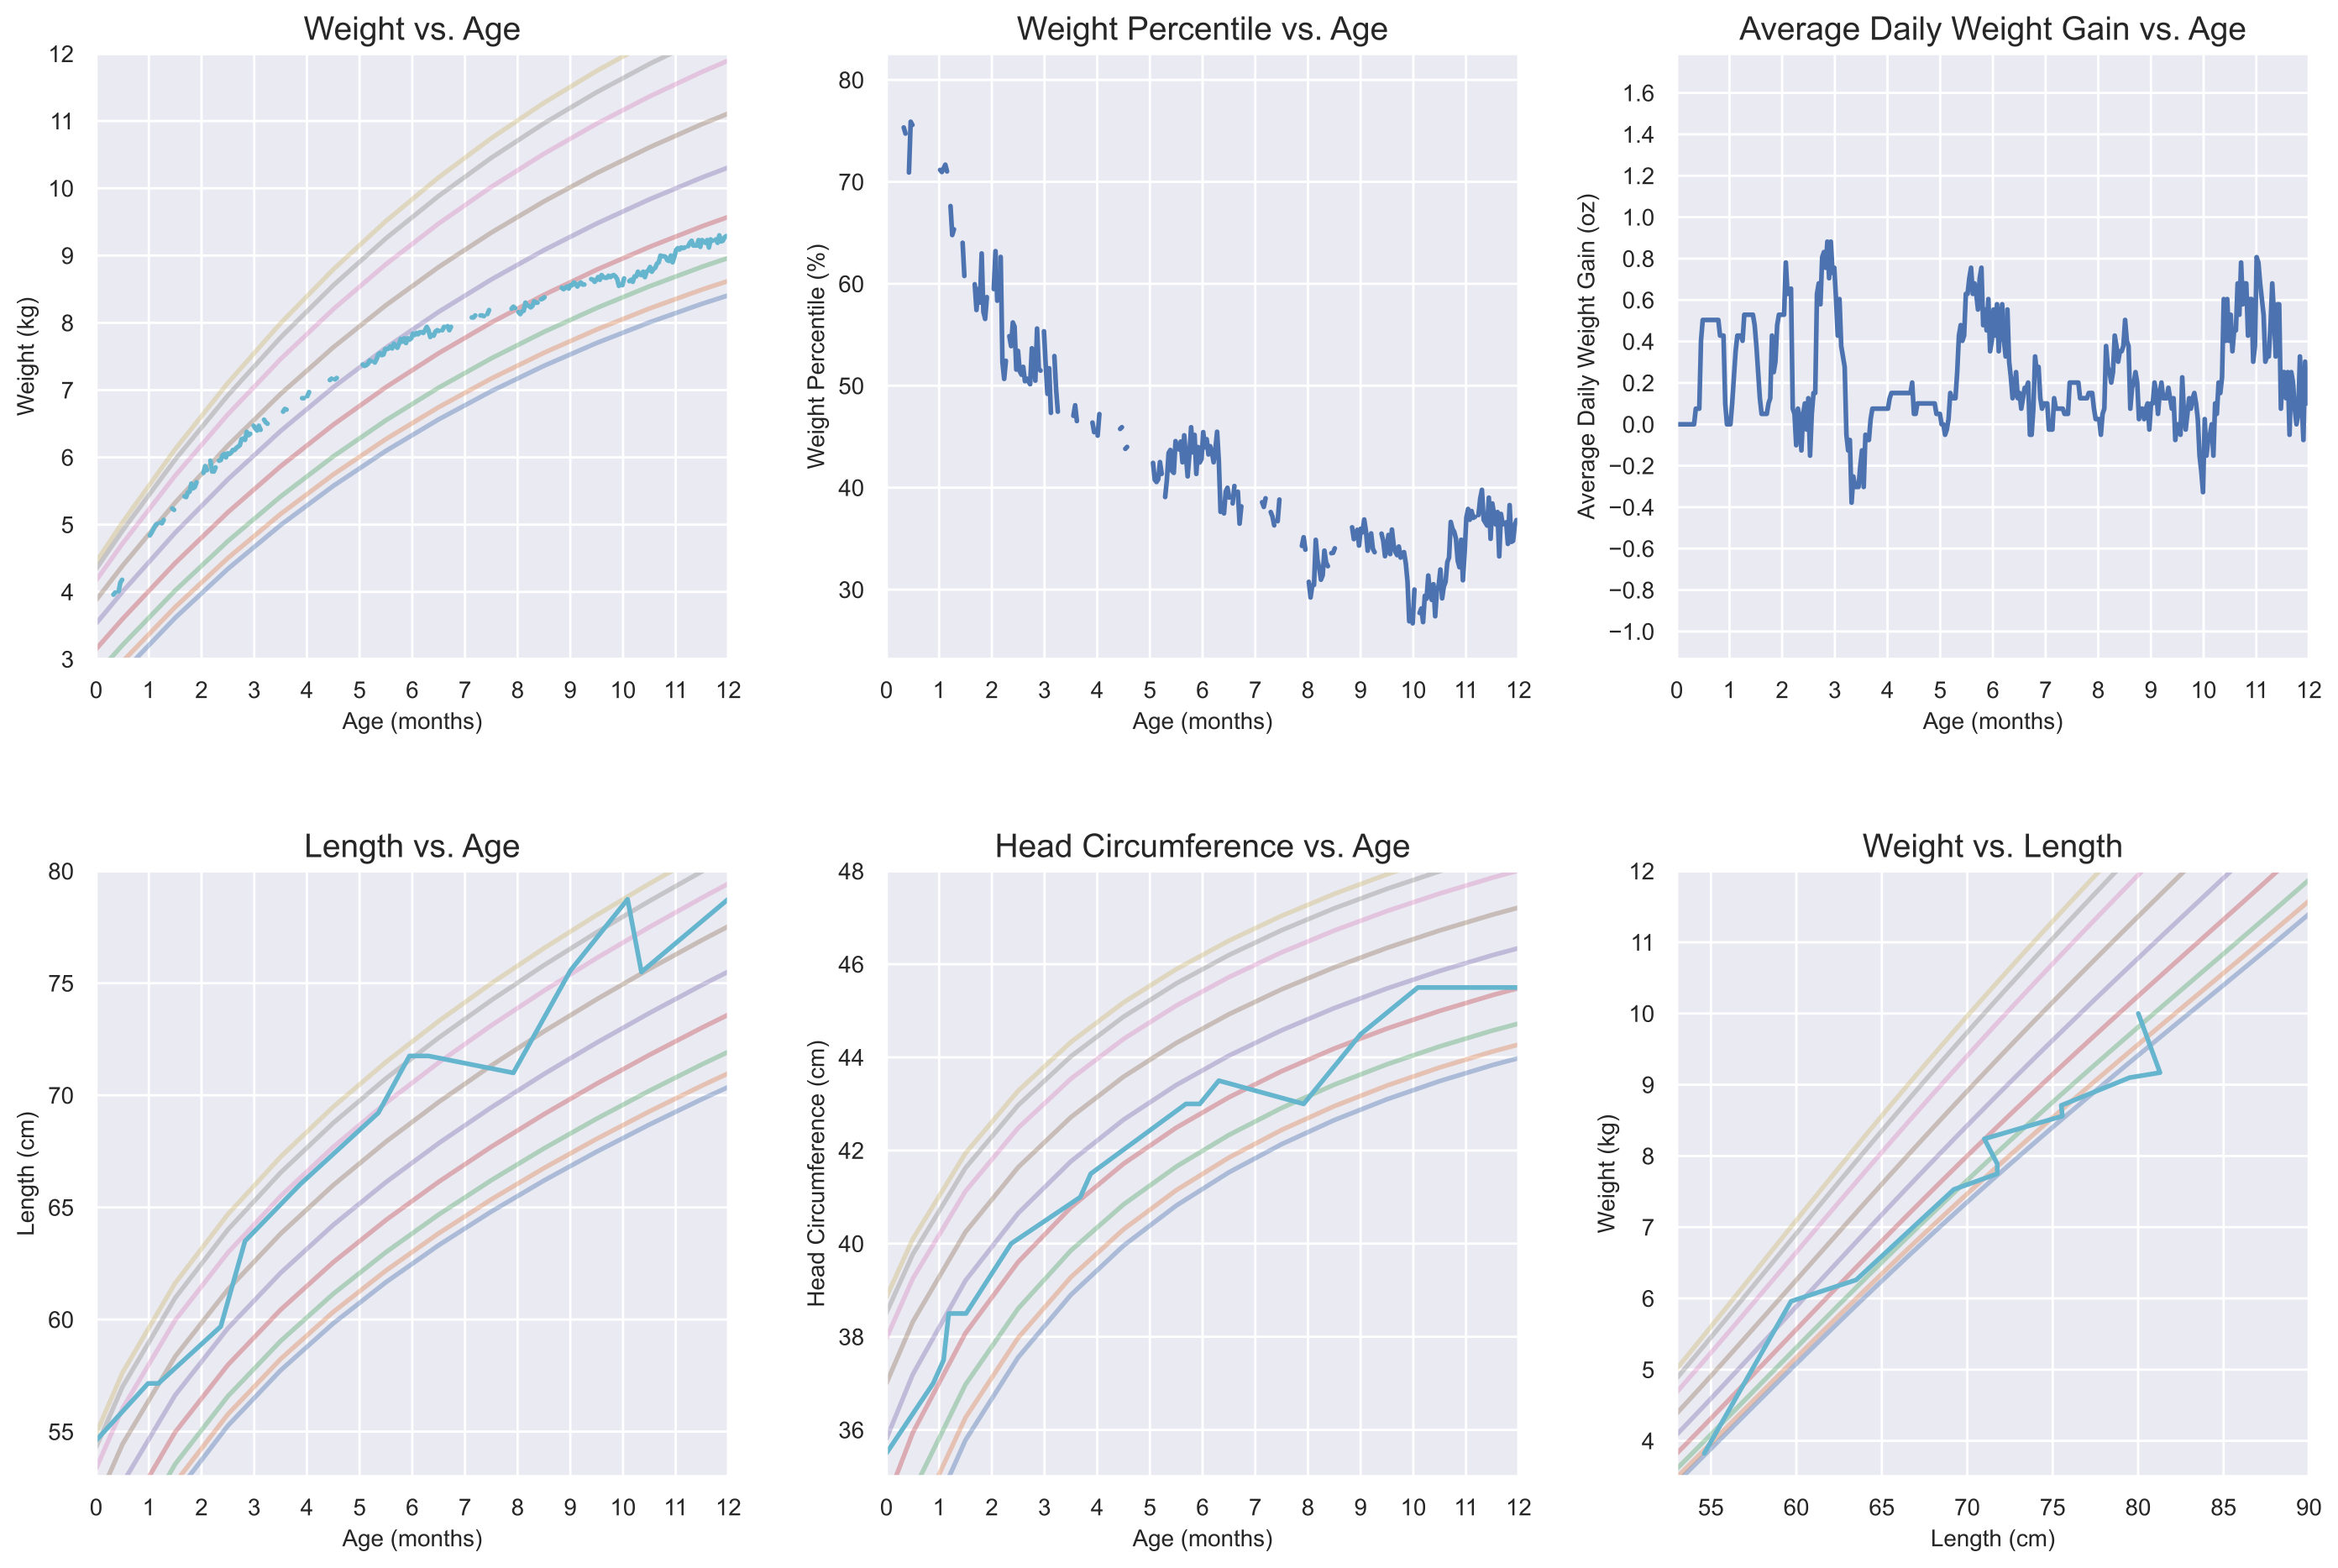 Weight vs. Age
Weight (kg)
12
11
10
9
8
7
6
5
4
3
0 1 2 3 4 5 6 7 8 9 10 11 12
Age (months)
Weight Percentile vs. Age
Weight Percentile (%)
80
70
60
50
40
30
0 1 2 3 4 5 6 7 8 9 10 11 12
Age (months)
Average Daily Weight Gain vs. Age
Average Daily Weight Gain (oz)
1.6
1.4
1.2
1.0
0.8
0.6
0.4
0.2
0.0
−0.2
−0.4
−0.6
−0.8
−1.0
0 1 2 3 4 5 6 7 8 9 10 11 12
Age (months)
Length vs. Age
Length (cm)
80
75
70
65
60
55
0 1 2 3 4 5 6 7 8 9 10 11 12
Age (months)
Head Circumference vs. Age
Head Circumference (cm)
48
46
44
42
40
38
36
0 1 2 3 4 5 6 7 8 9 10 11 12
Age (months)
Weight vs. Length
Weight (kg)
12
11
10
9
8
7
6
5
4
55 60 65 70 75 80 85 90
Length (cm)